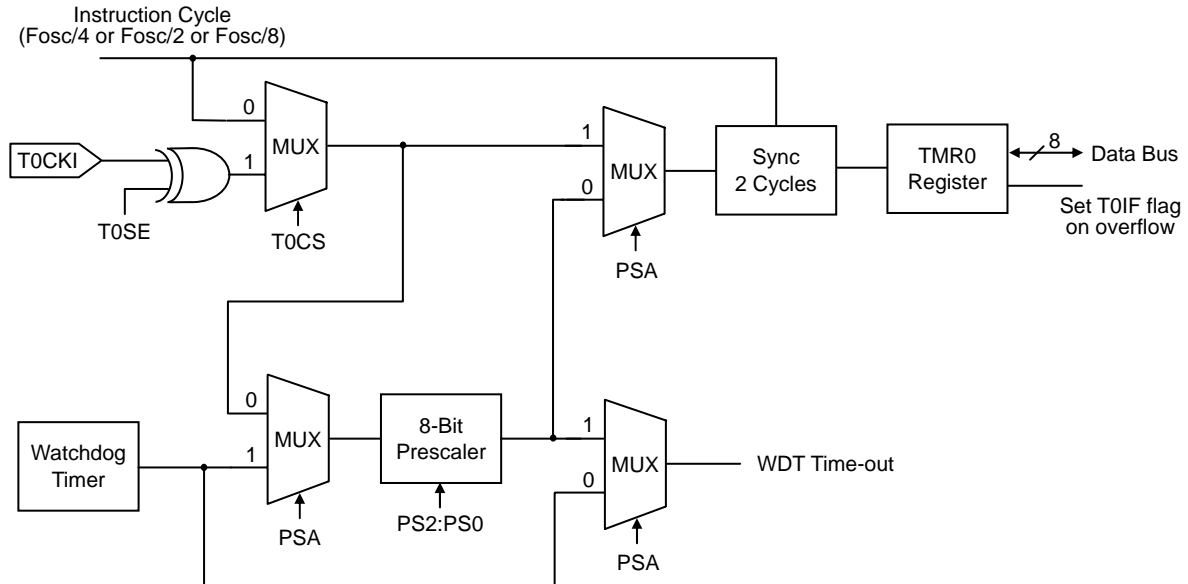 Instruction Cycle
(Fosc/4 or Fosc/2 or Fosc/8)
0
MUX
1
T0CKI
T0SE
T0CS
1
MUX
0
PSA
Sync
2 Cycles
TMR0
Register
8
Data Bus
Set T0IF flag
on overflow
0
MUX
1
Watchdog
Timer
PSA
8-Bit
Prescaler
PS2:PS0
1
MUX
0
PSA
WDT Time-out